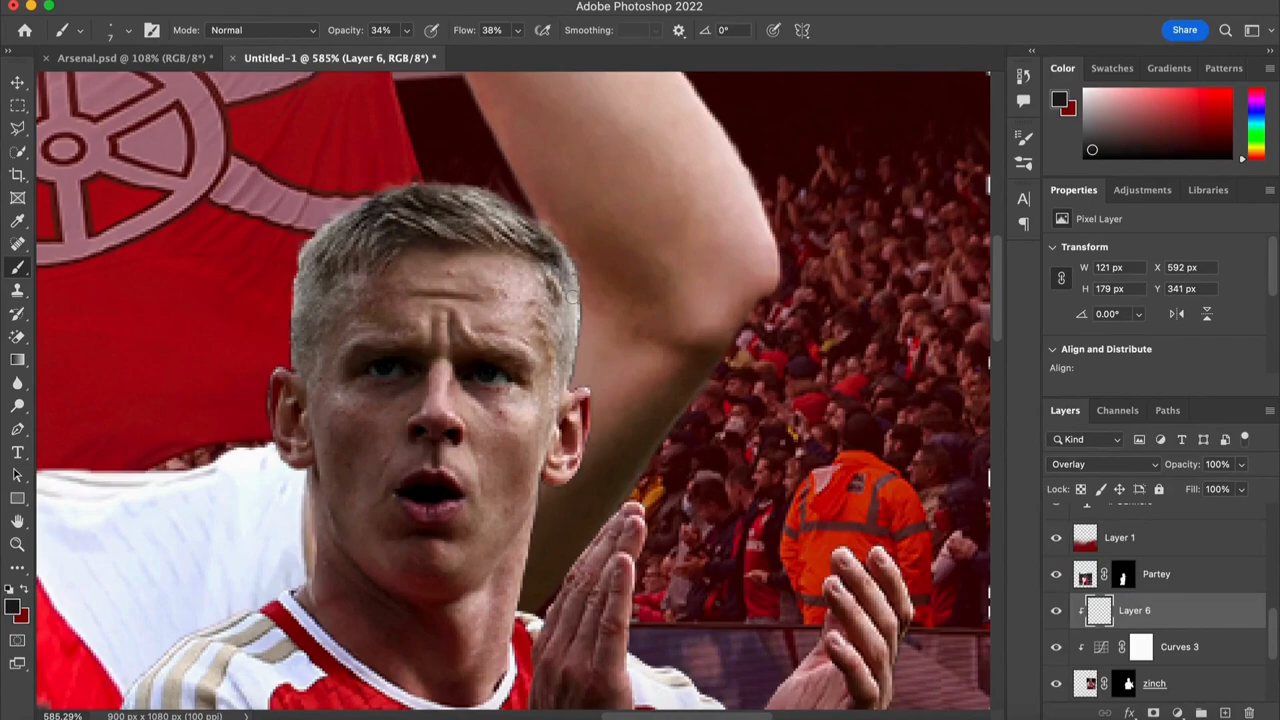 Adobe Photoshop 2022
7 Mode: Normal Opacity: 34% Flow: 38% Smoothing: 0° Share
Arsenal.psd @ 108% (RGB/8*) * Untitled-1 @ 585% (Layer 6, RGB/8*) *
Color Swatches Gradients Patterns
Properties Adjustments Libraries
Pixel Layer
Transform
W 121 px X 592 px
H 179 px Y 341 px
0.00°
Align and Distribute
Align:
Layers Channels Paths
Kind
Overlay Opacity: 100%
Lock: Fill: 100%
Layer 1
Partey
Layer 6
Curves 3
zinch
585.29% 900 px x 1080 px (100 ppi)